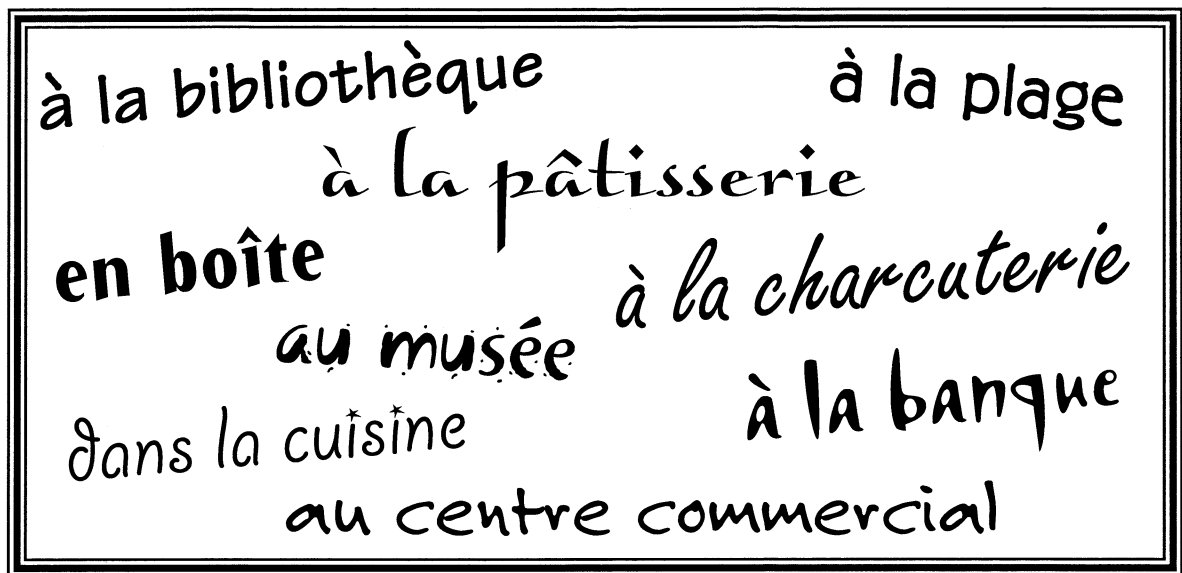 à la bibliothèque
à la plage
à la pâtisserie
en boîte
à la charcuterie
au musée
à la banque
dans la cuisine
au centre commercial